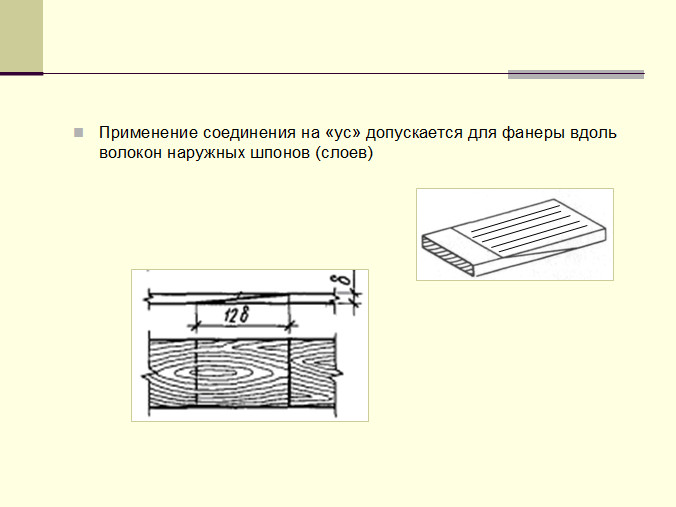 Применение соединения на «ус» допускается для фанеры вдоль
волокон наружных шпонов (слоев)
δ
12δ